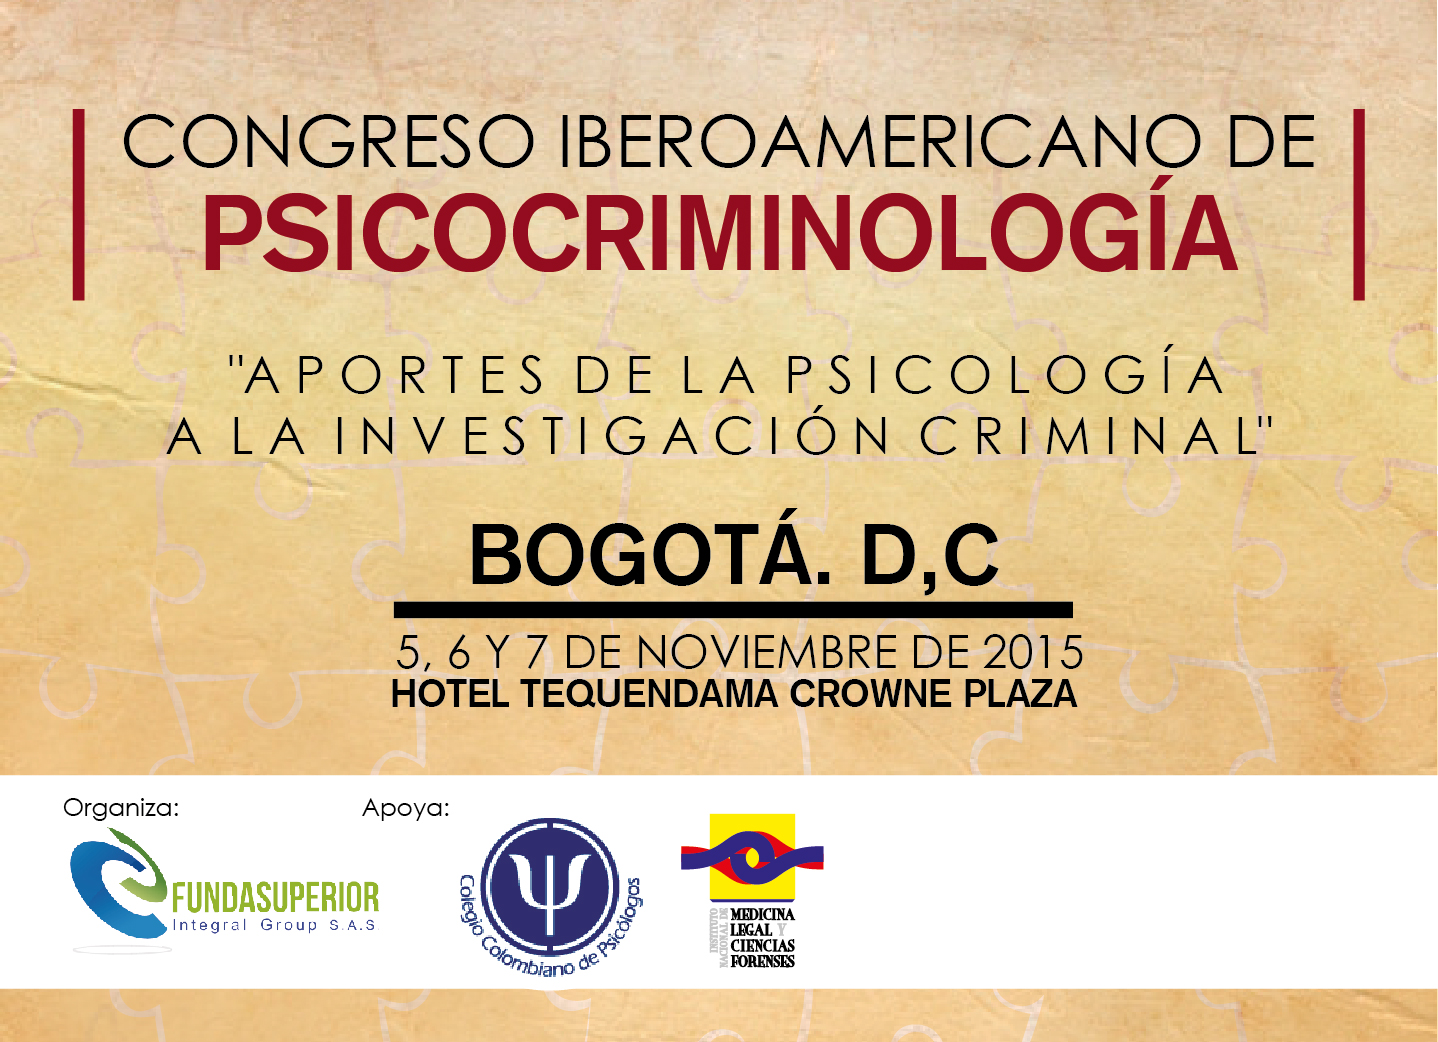 CONGRESO IBEROAMERICANO DE
PSICOCRIMINOLOGÍA
"APORTES DE LA PSICOLOGÍA
A LA INVESTIGACIÓN CRIMINAL"
BOGOTÁ. D,C
5, 6 Y 7 DE NOVIEMBRE DE 2015
HOTEL TEQUENDAMA CROWNE PLAZA
Organiza:
Apoya:
FUNDASUPERIOR
Integral Group S.A.S.
Colegio Colombiano de Psicólogos
INSTITUTO
NACIONAL DE
MEDICINA
LEGAL Y
CIENCIAS
FORENSES